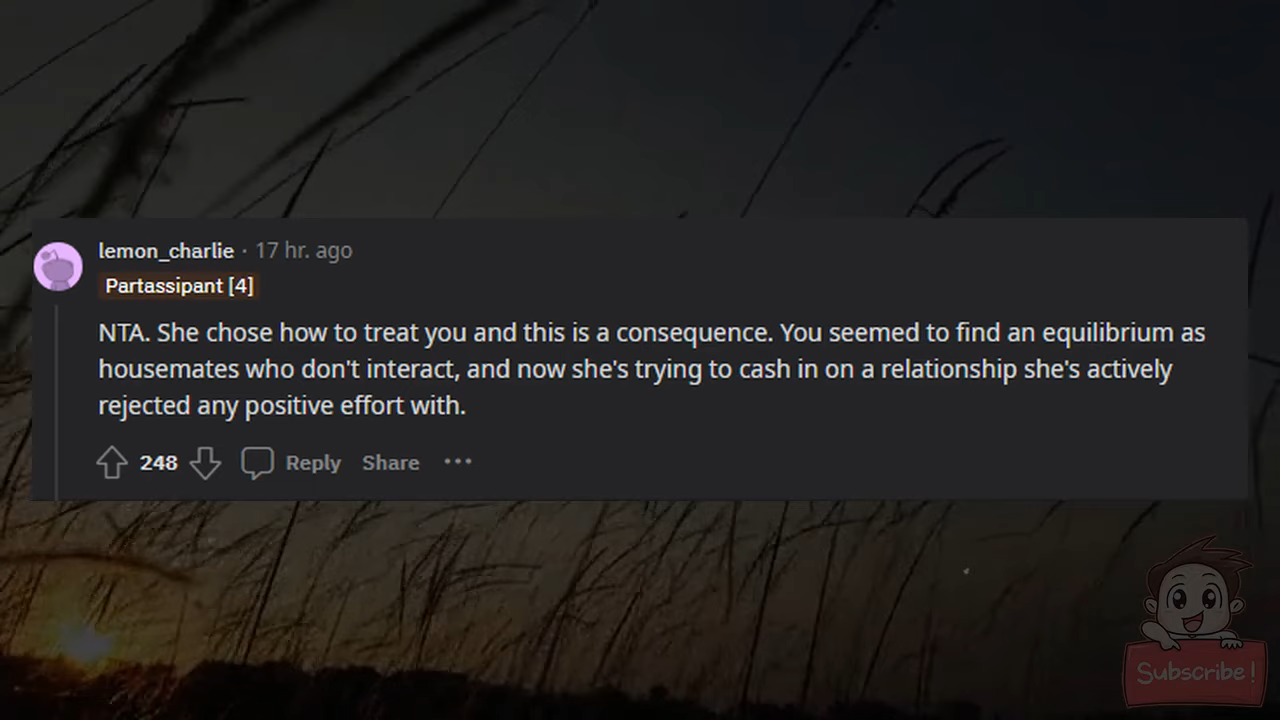 lemon_charlie · 17 hr. ago
Partassipant [4]
NTA. She chose how to treat you and this is a consequence. You seemed to find an equilibrium as
housemates who don't interact, and now she's trying to cash in on a relationship she's actively
rejected any positive effort with.
248 Reply Share ···
Subscribe!